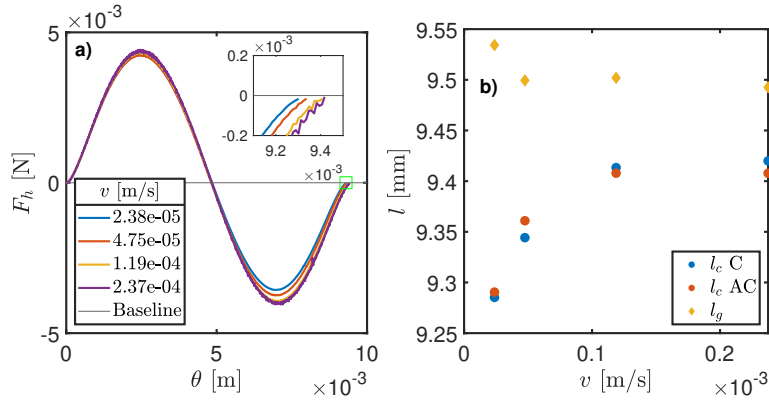 a)
5
×10⁻³
0
-5
F_h [N]
0
5
10
θ [m]
×10⁻³
×10⁻³
0.2
0
-0.2
9.2
9.4
×10⁻³
v [m/s]
2.38e-05
4.75e-05
1.19e-04
2.37e-04
Baseline
b)
9.55
9.5
9.45
9.4
9.35
9.3
9.25
l [mm]
0
0.1
0.2
v [m/s]
×10⁻³
l_c C
l_c AC
l_g